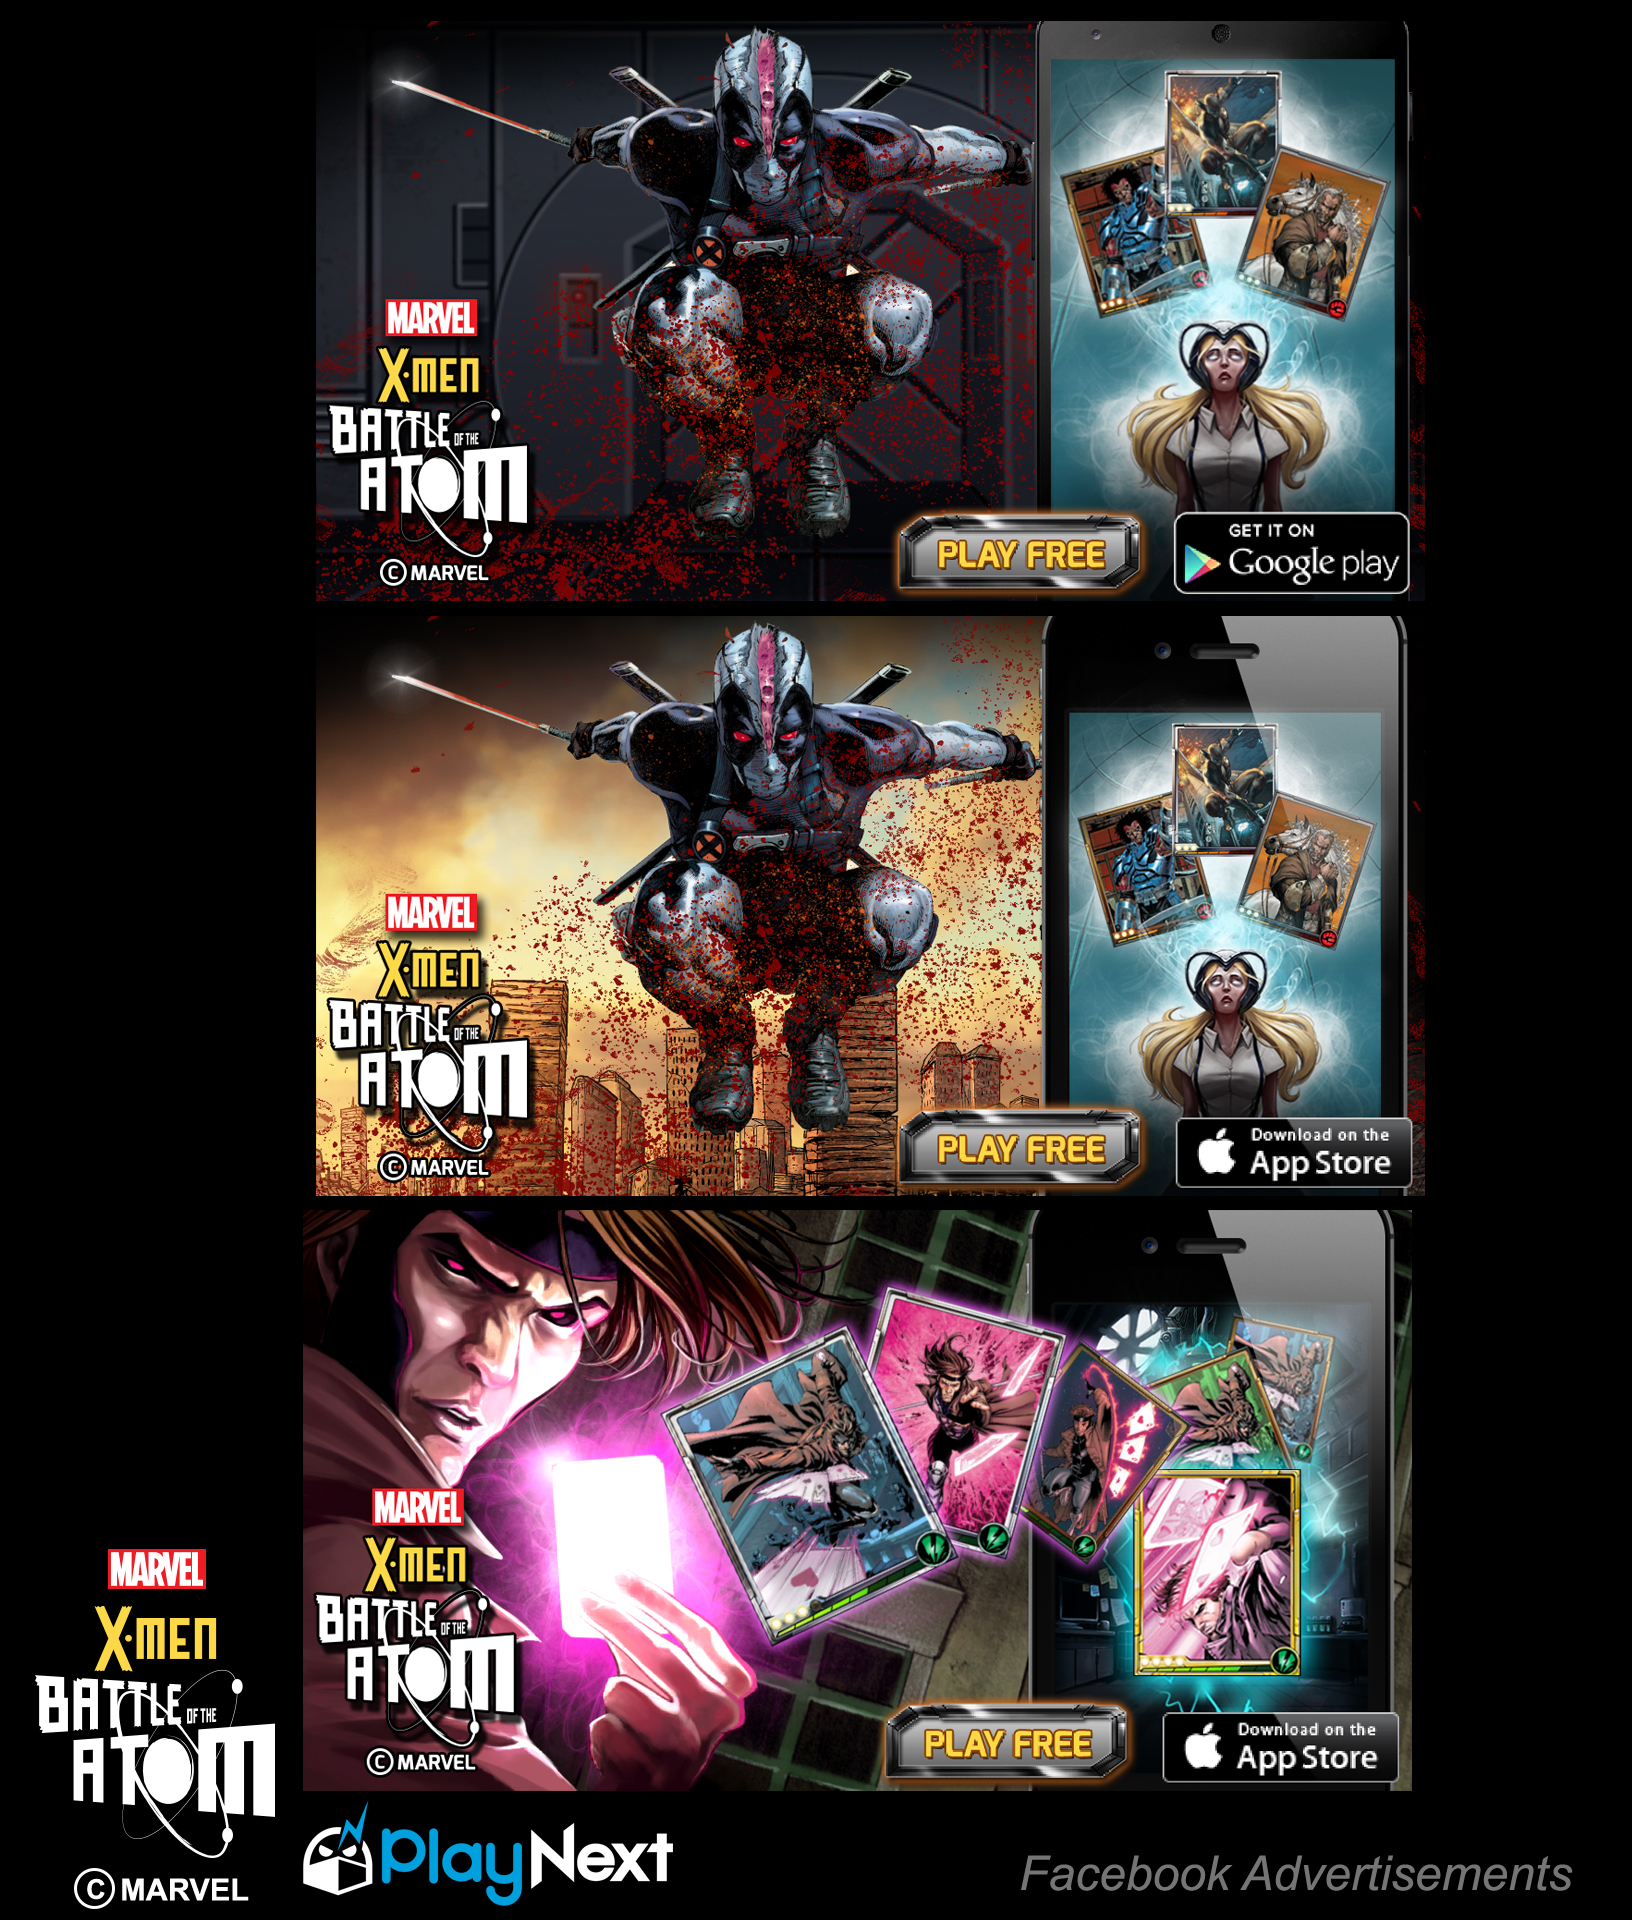 MARVEL
X-MEN
BATTLE OF THE
ATOM
© MARVEL
PLAY FREE
GET IT ON
Google play
MARVEL
X-MEN
BATTLE OF THE
ATOM
© MARVEL
PLAY FREE
Download on the
App Store
MARVEL
X-MEN
BATTLE OF THE
ATOM
© MARVEL
PLAY FREE
Download on the
App Store
MARVEL
X-MEN
BATTLE OF THE
ATOM
© MARVEL
PlayNext
Facebook Advertisements